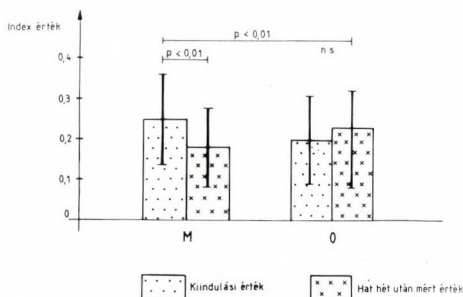 Index érték
p < 0,01
p < 0,01
n s
0,4
0,3
0,2
0,1
0
M
O
Kiindulási érték
Hat hét után mért érték